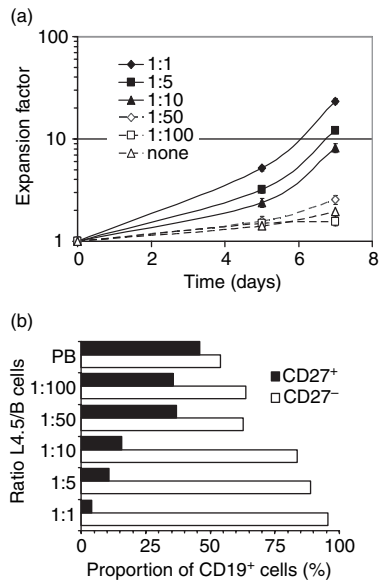 (a)
100
10
1
Expansion factor
1:1
1:5
1:10
1:50
1:100
none
0 2 4 6 8
Time (days)
(b)
Ratio L4.5/B cells
PB
1:100
1:50
1:10
1:5
1:1
CD27+
CD27−
0 25 50 75 100
Proportion of CD19+ cells (%)